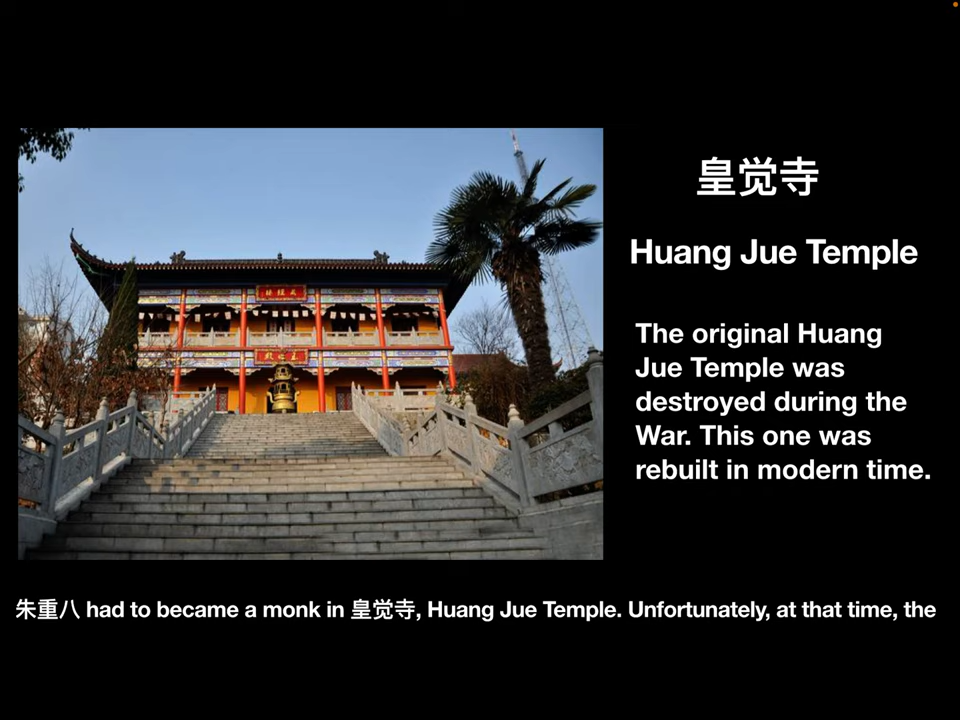 皇觉寺
Huang Jue Temple
The original Huang
Jue Temple was
destroyed during the
War. This one was
rebuilt in modern time.
朱重八 had to became a monk in 皇觉寺, Huang Jue Temple. Unfortunately, at that time, the